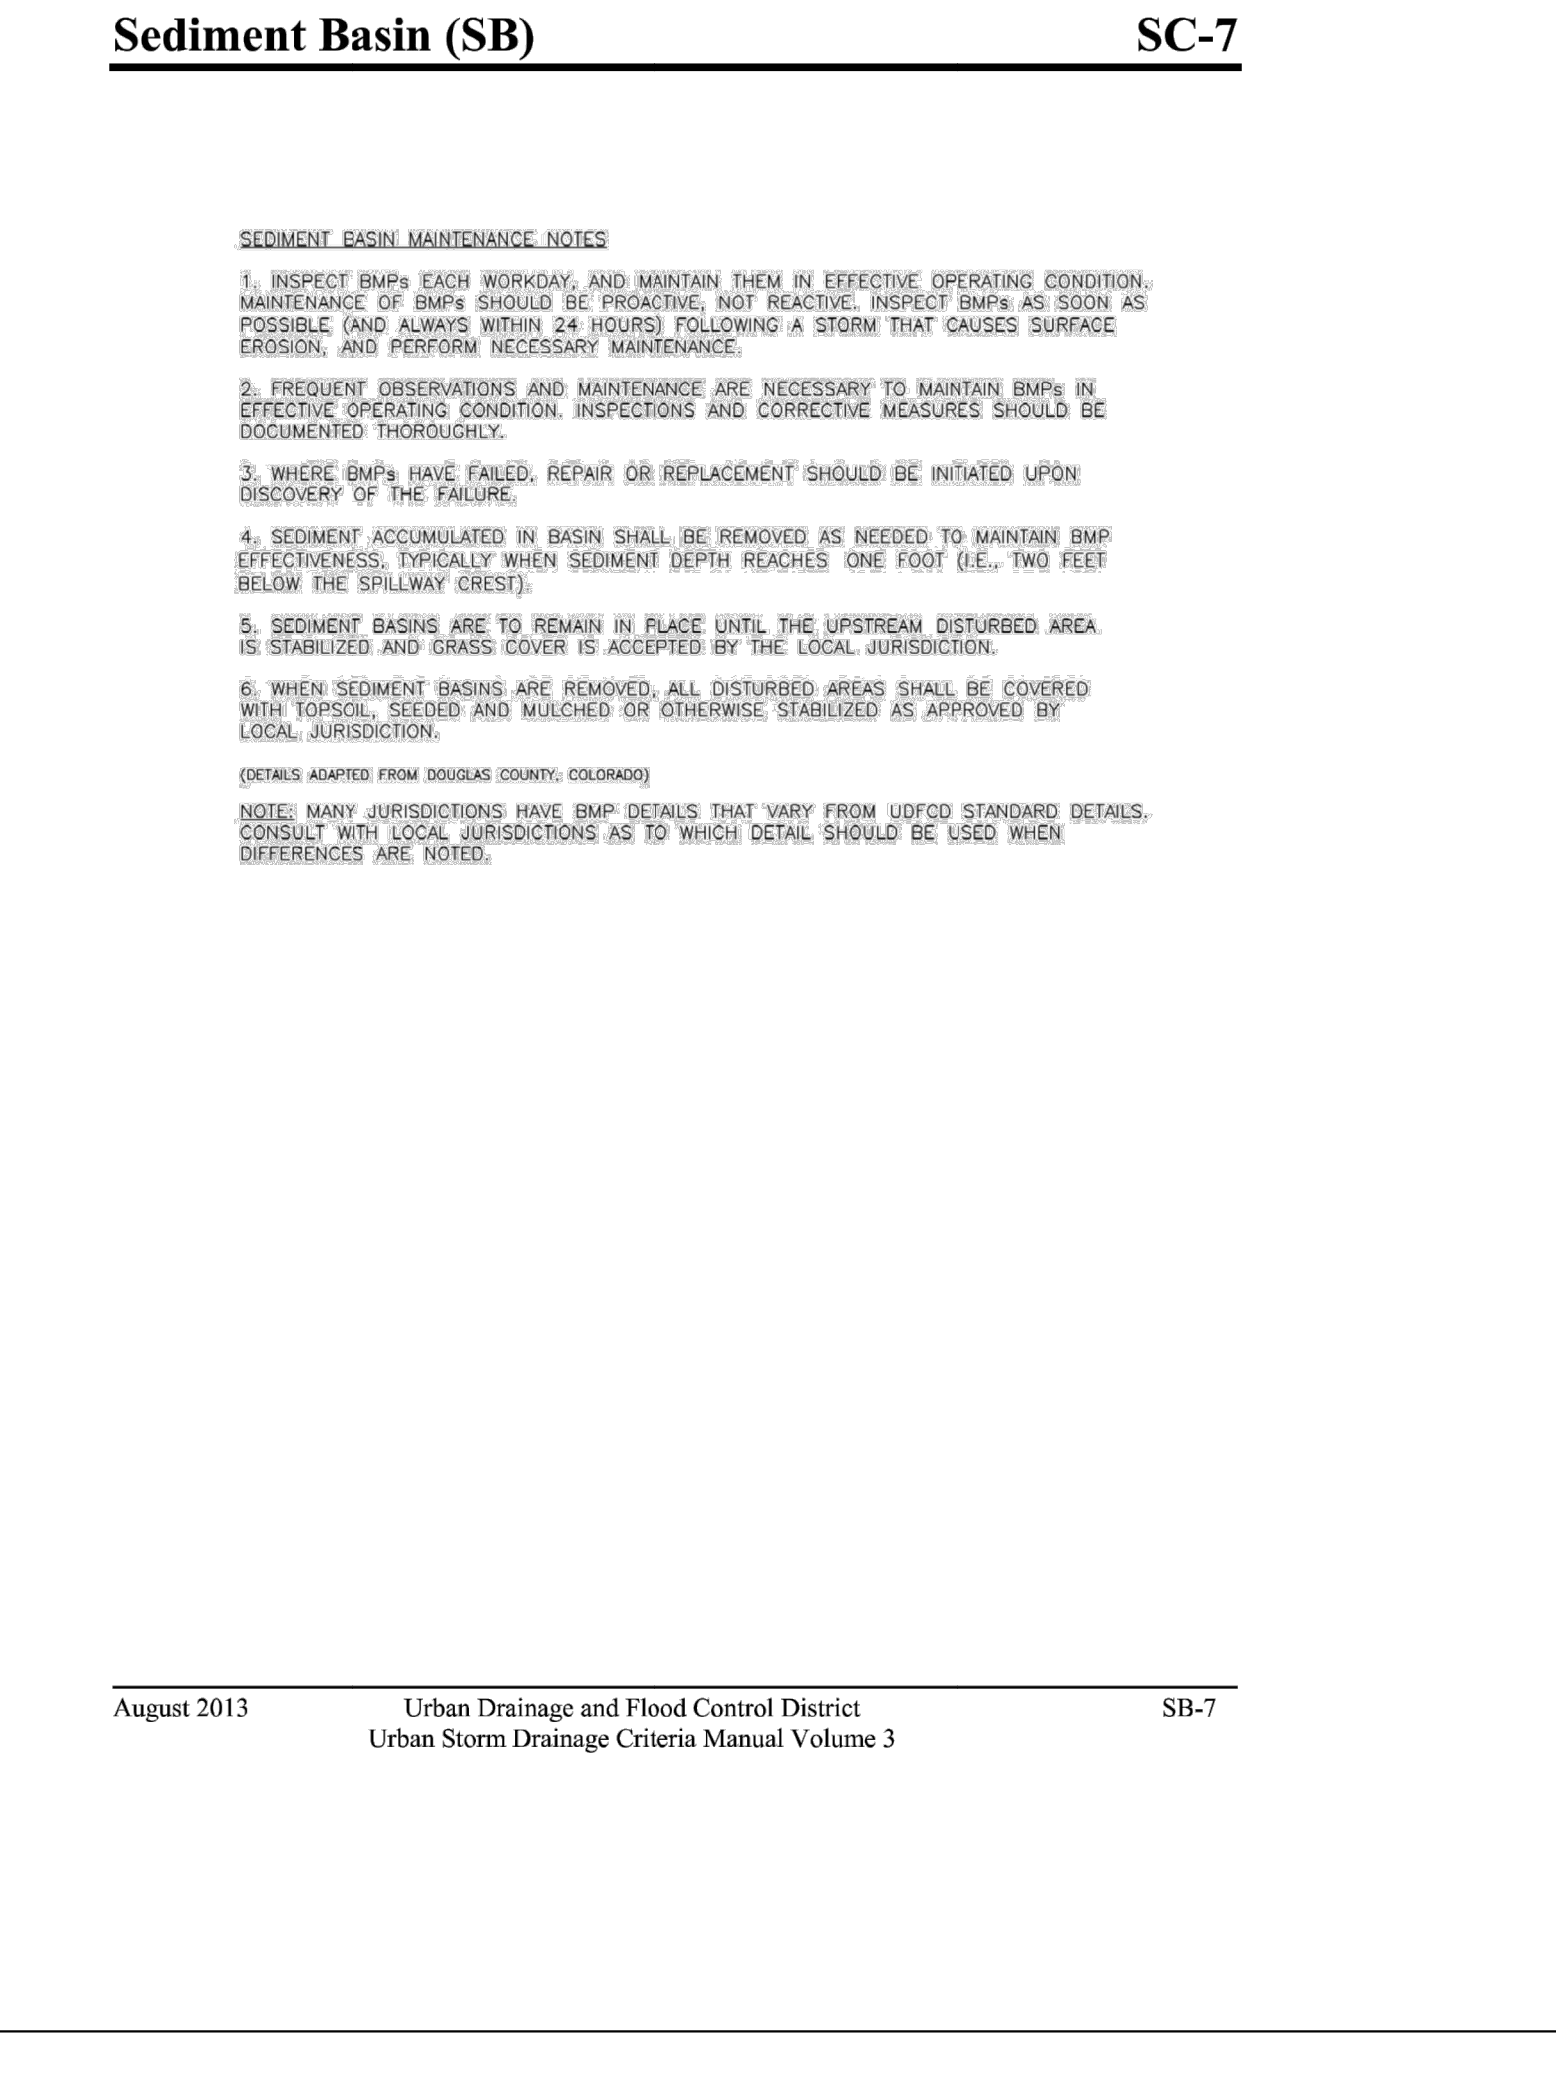 Sediment Basin (SB) SC-7
SEDIMENT BASIN MAINTENANCE NOTES
1. INSPECT BMPs EACH WORKDAY, AND MAINTAIN THEM IN EFFECTIVE OPERATING CONDITION.
MAINTENANCE OF BMPs SHOULD BE PROACTIVE, NOT REACTIVE. INSPECT BMPs AS SOON AS
POSSIBLE (AND ALWAYS WITHIN 24 HOURS) FOLLOWING A STORM THAT CAUSES SURFACE
EROSION, AND PERFORM NECESSARY MAINTENANCE.
2. FREQUENT OBSERVATIONS AND MAINTENANCE ARE NECESSARY TO MAINTAIN BMPs IN
EFFECTIVE OPERATING CONDITION. INSPECTIONS AND CORRECTIVE MEASURES SHOULD BE
DOCUMENTED THOROUGHLY.
3. WHERE BMPs HAVE FAILED, REPAIR OR REPLACEMENT SHOULD BE INITIATED UPON
DISCOVERY OF THE FAILURE.
4. SEDIMENT ACCUMULATED IN BASIN SHALL BE REMOVED AS NEEDED TO MAINTAIN BMP
EFFECTIVENESS, TYPICALLY WHEN SEDIMENT DEPTH REACHES ONE FOOT (I.E., TWO FEET
BELOW THE SPILLWAY CREST).
5. SEDIMENT BASINS ARE TO REMAIN IN PLACE UNTIL THE UPSTREAM DISTURBED AREA
IS STABILIZED AND GRASS COVER IS ACCEPTED BY THE LOCAL JURISDICTION.
6. WHEN SEDIMENT BASINS ARE REMOVED, ALL DISTURBED AREAS SHALL BE COVERED
WITH TOPSOIL, SEEDED AND MULCHED OR OTHERWISE STABILIZED AS APPROVED BY
LOCAL JURISDICTION.
(DETAILS ADAPTED FROM DOUGLAS COUNTY, COLORADO)
NOTE: MANY JURISDICTIONS HAVE BMP DETAILS THAT VARY FROM UDFCD STANDARD DETAILS.
CONSULT WITH LOCAL JURISDICTIONS AS TO WHICH DETAIL SHOULD BE USED WHEN
DIFFERENCES ARE NOTED.
August 2013 Urban Drainage and Flood Control District SB-7
Urban Storm Drainage Criteria Manual Volume 3